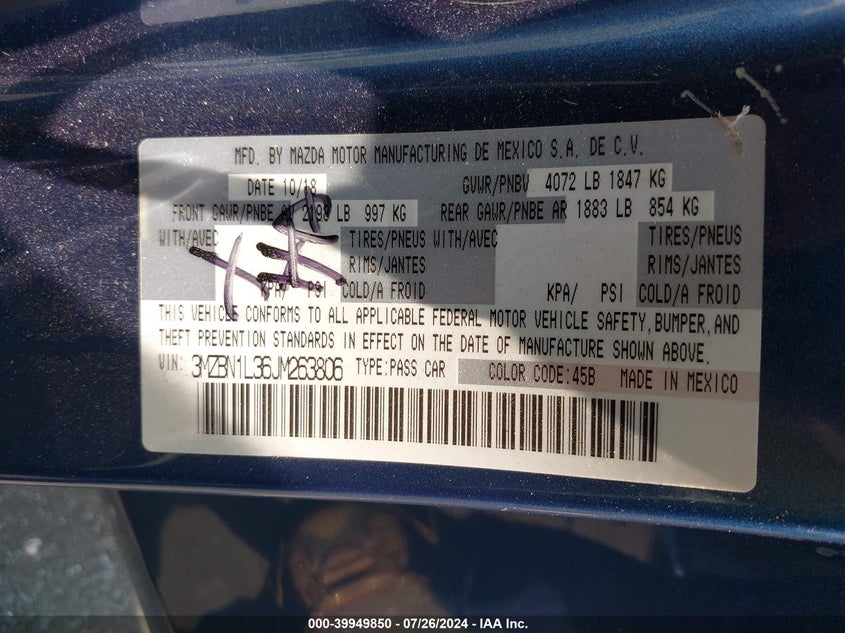 MFD. BY MAZDA MOTOR MANUFACTURING DE MEXICO S.A. DE C.V.
DATE 10/18 GVWR/PNBV 4072 LB 1847 KG
FRONT GAWR/PNBE AV 2198 LB 997 KG REAR GAWR/PNBE AR 1883 LB 854 KG
WITH/AVEC TIRES/PNEUS WITH/AVEC TIRES/PNEUS
RIMS/JANTES RIMS/JANTES
KPA/ PSI COLD/A FROID KPA/ PSI COLD/A FROID
THIS VEHICLE CONFORMS TO ALL APPLICABLE FEDERAL MOTOR VEHICLE SAFETY, BUMPER, AND
THEFT PREVENTION STANDARDS IN EFFECT ON THE DATE OF MANUFACTURE SHOWN ABOVE.
VIN: 3MZBN1L36JM263806 TYPE:PASS CAR COLOR CODE:45B MADE IN MEXICO
000-39949850 / 07/26/2024 - IAA Inc.